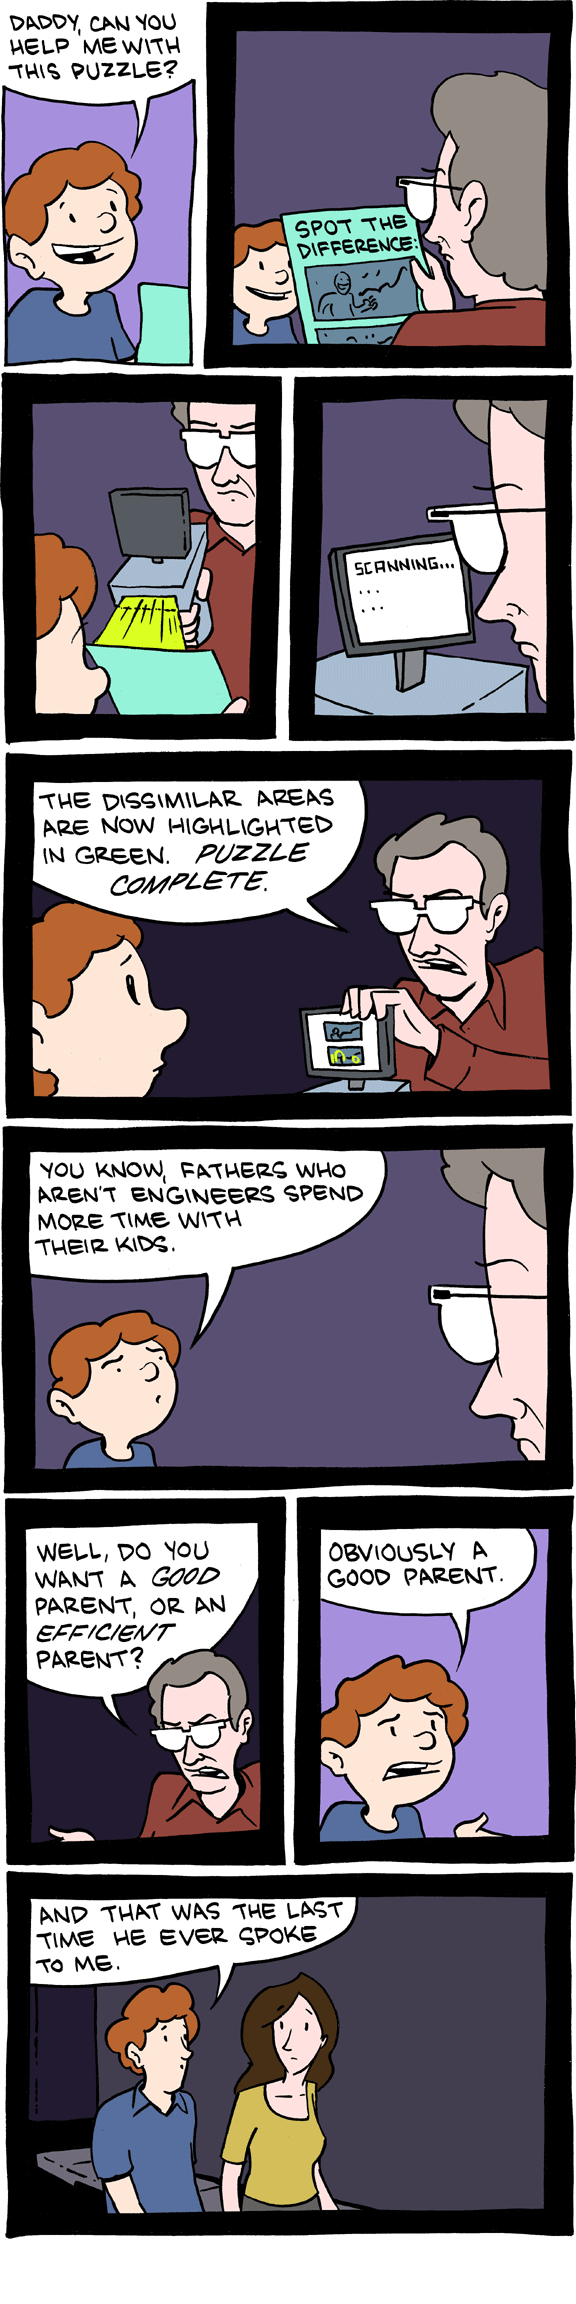 DADDY, CAN YOU
HELP ME WITH
THIS PUZZLE?
SPOT THE
DIFFERENCE:
SCANNING...
...
...
THE DISSIMILAR AREAS
ARE NOW HIGHLIGHTED
IN GREEN. PUZZLE
COMPLETE.
YOU KNOW, FATHERS WHO
AREN'T ENGINEERS SPEND
MORE TIME WITH
THEIR KIDS.
WELL, DO YOU
WANT A GOOD
PARENT, OR AN
EFFICIENT
PARENT?
OBVIOUSLY A
GOOD PARENT.
AND THAT WAS THE LAST
TIME HE EVER SPOKE
TO ME.